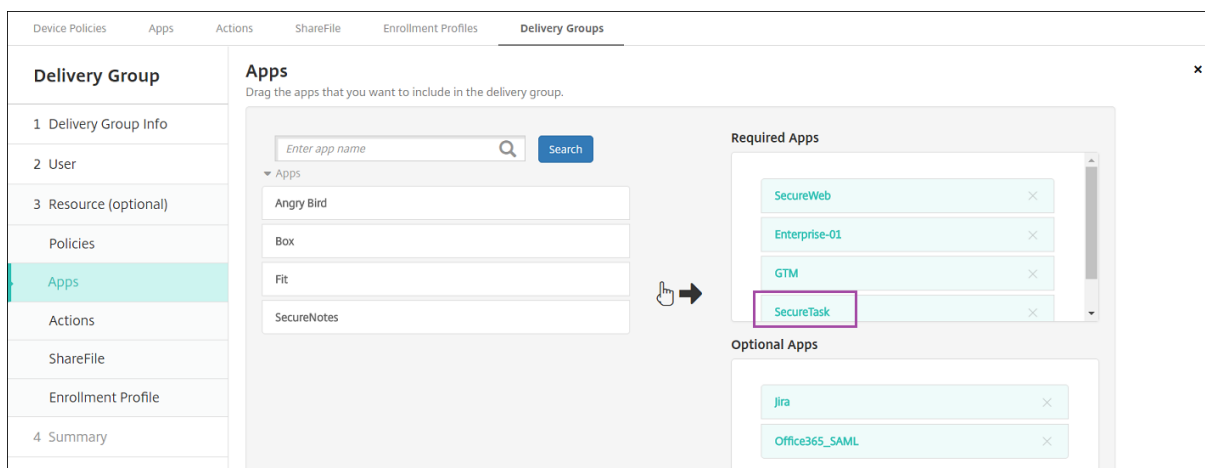 Device Policies Apps Actions ShareFile Enrollment Profiles Delivery Groups
Delivery Group
1 Delivery Group Info
2 User
3 Resource (optional)
Policies
Apps
Actions
ShareFile
Enrollment Profile
4 Summary
Apps
Drag the apps that you want to include in the delivery group.
Enter app name
Search
Apps
Angry Bird
Box
Fit
SecureNotes
Required Apps
SecureWeb
Enterprise-01
GTM
SecureTask
Optional Apps
Jira
Office365_SAML